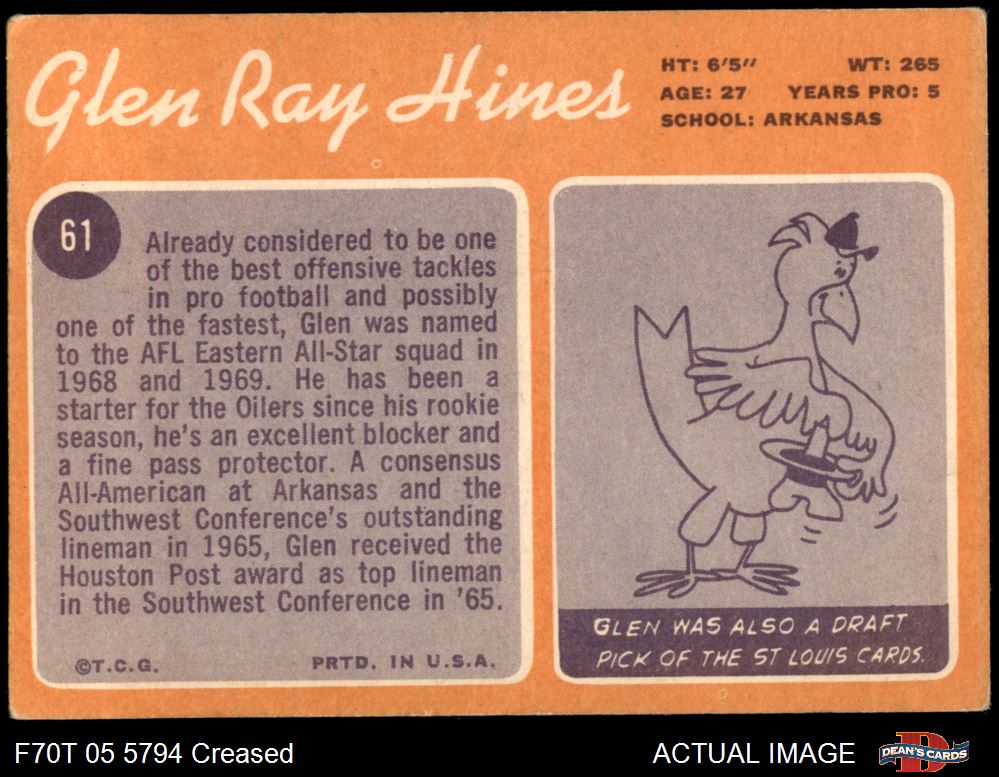 Glen Ray Hines
HT: 6'5" WT: 265
AGE: 27 YEARS PRO: 5
SCHOOL: ARKANSAS
61
Already considered to be one
of the best offensive tackles
in pro football and possibly
one of the fastest, Glen was named
to the AFL Eastern All-Star squad in
1968 and 1969. He has been a
starter for the Oilers since his rookie
season, he's an excellent blocker and
a fine pass protector. A consensus
All-American at Arkansas and the
Southwest Conference's outstanding
lineman in 1965, Glen received the
Houston Post award as top lineman
in the Southwest Conference in '65.
©T.C.G. PRTD. IN U.S.A.
GLEN WAS ALSO A DRAFT
PICK OF THE ST LOUIS CARDS.
F70T 05 5794 Creased
ACTUAL IMAGE
DEAN'S CARDS